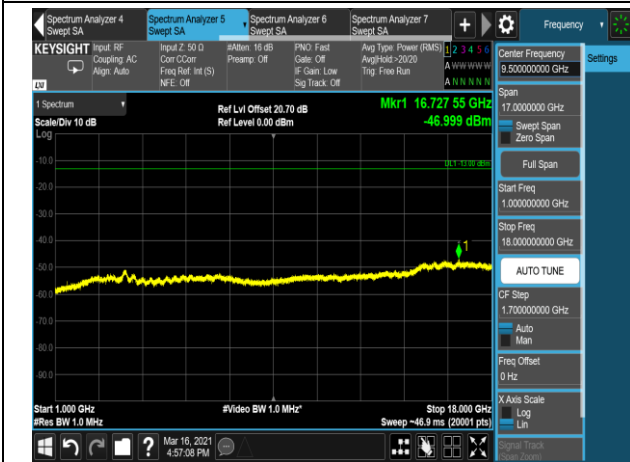 Spectrum Analyzer 4
Swept SA
Spectrum Analyzer 5
Swept SA
Spectrum Analyzer 6
Swept SA
Spectrum Analyzer 7
Swept SA
+
Frequency
KEYSIGHT
Input: RF
Coupling: AC
Align: Auto
Input Z: 50 Ω
Corr CCorr
Freq Ref: Int (S)
NFE: Off
#Atten: 16 dB
Preamp: Off
PNO: Fast
Gate: Off
IF Gain: Low
Sig Track: Off
Avg Type: Power (RMS)
Avg|Hold:>20/20
Trig: Free Run
1 2 3 4 5 6
A W W W W W
A N N N N N
LXI
1 Spectrum
Scale/Div 10 dB
Log
Ref Lvl Offset 20.70 dB
Ref Level 0.00 dBm
Mkr1 16.727 55 GHz
-46.999 dBm
DL1 -13.00 dBm
-10.0
-20.0
-30.0
-40.0
-50.0
-60.0
-70.0
-80.0
-90.0
1
Start 1.000 GHz
#Res BW 1.0 MHz
#Video BW 1.0 MHz*
Stop 18.000 GHz
Sweep ~46.9 ms (20001 pts)
Center Frequency
9.500000000 GHz
Settings
Span
17.0000000 GHz
Swept Span
Zero Span
Full Span
Start Freq
1.000000000 GHz
Stop Freq
18.000000000 GHz
AUTO TUNE
CF Step
1.700000000 GHz
Auto
Man
Freq Offset
0 Hz
X Axis Scale
Log
Lin
Signal Track
(Span Zoom)
?
Mar 16, 2021
4:57:08 PM